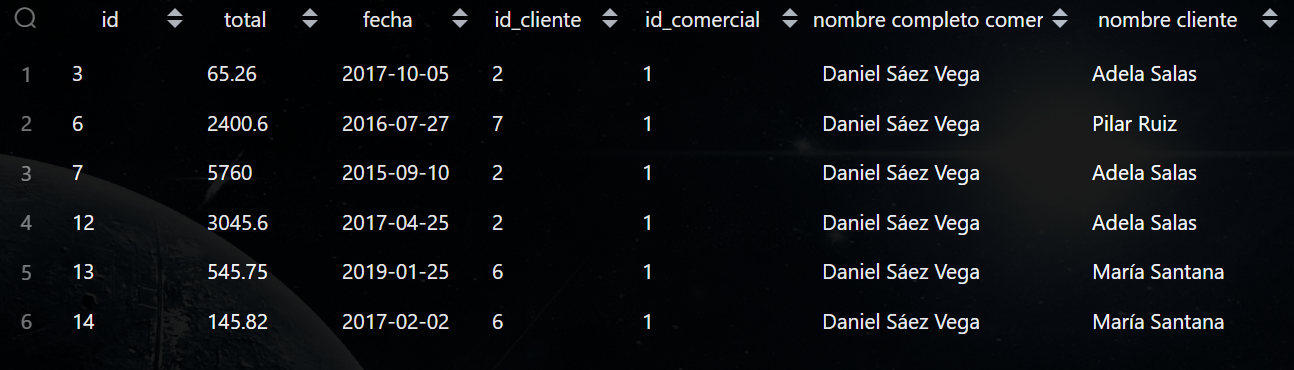 id total fecha id_cliente id_comercial nombre completo comer nombre cliente
1 3 65.26 2017-10-05 2 1 Daniel Sáez Vega Adela Salas
2 6 2400.6 2016-07-27 7 1 Daniel Sáez Vega Pilar Ruiz
3 7 5760 2015-09-10 2 1 Daniel Sáez Vega Adela Salas
4 12 3045.6 2017-04-25 2 1 Daniel Sáez Vega Adela Salas
5 13 545.75 2019-01-25 6 1 Daniel Sáez Vega María Santana
6 14 145.82 2017-02-02 6 1 Daniel Sáez Vega María Santana